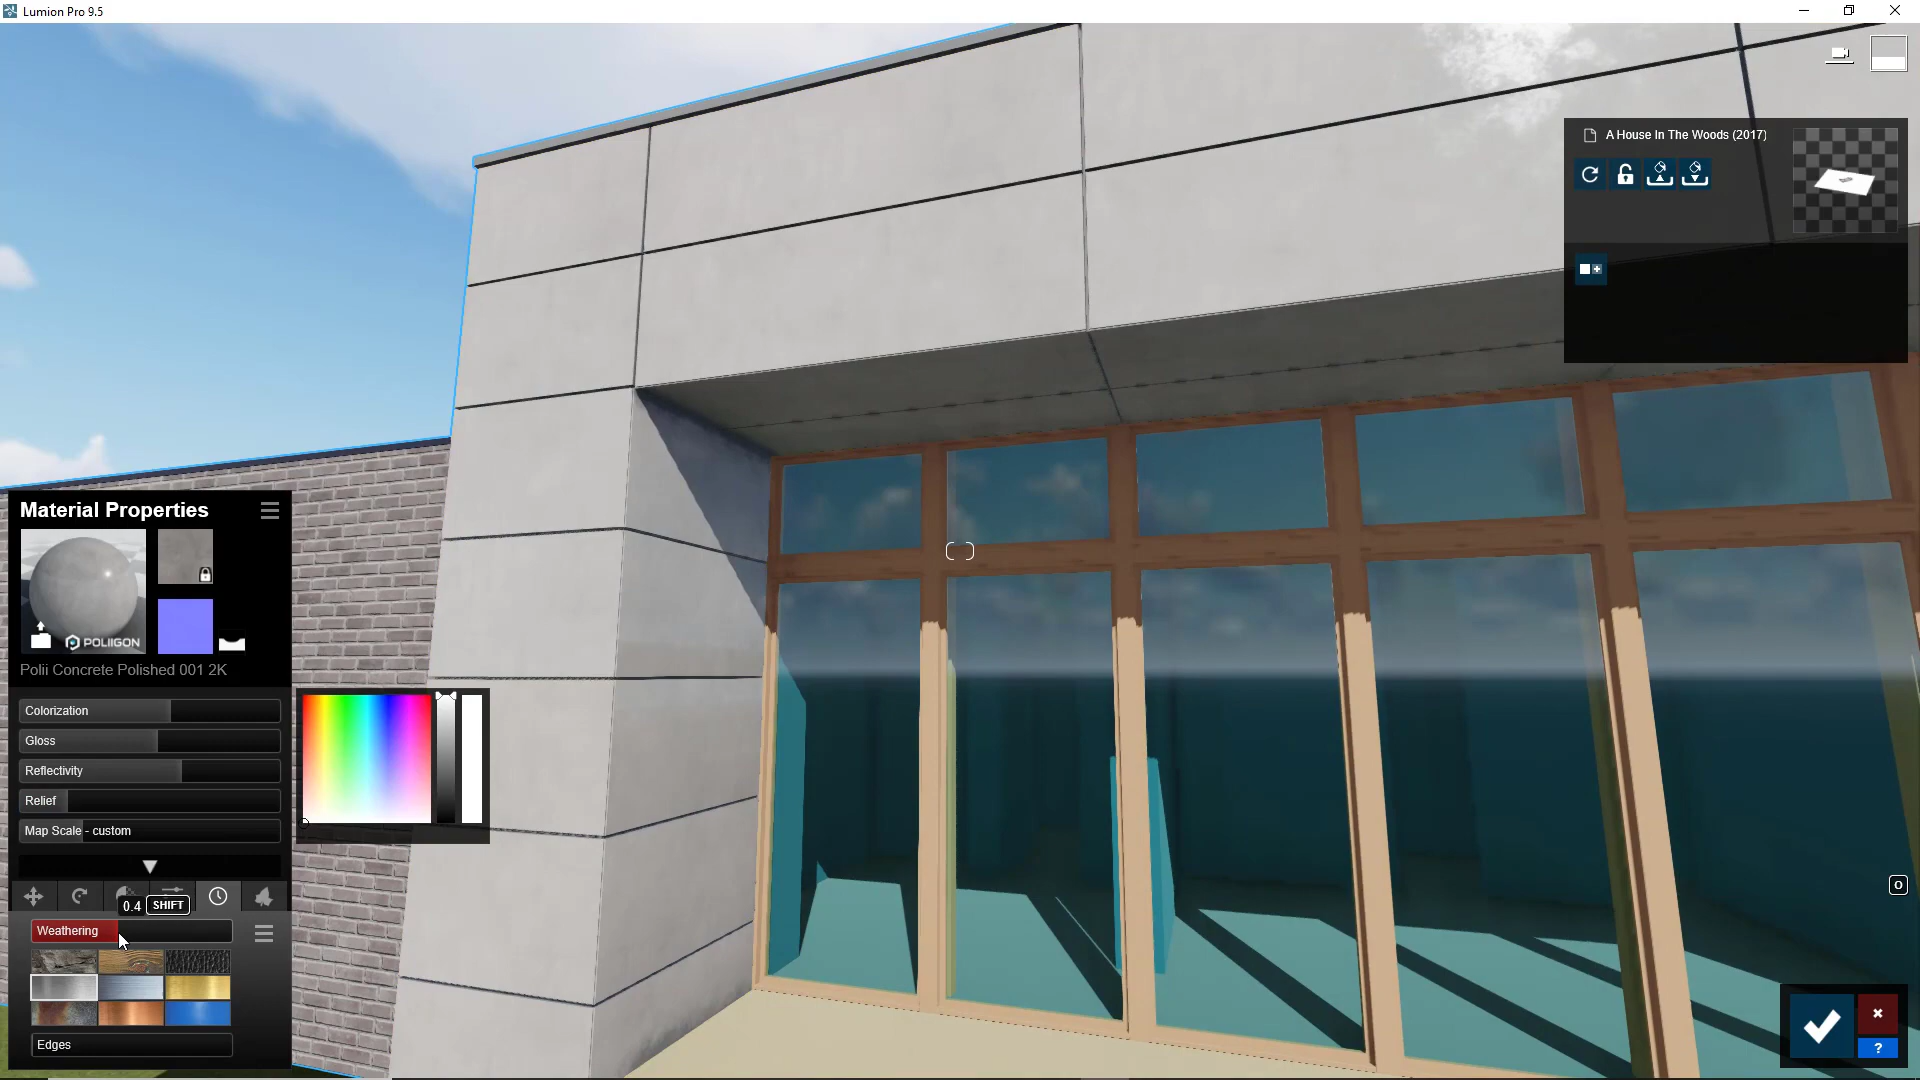 Lumion Pro 9.5
A House In The Woods (2017)
Material Properties
POLIIGON
Polii Concrete Polished 001 2K
Colorization
Gloss
Reflectivity
Relief
Map Scale - custom
0.4 SHIFT
Weathering
Edges
O
?